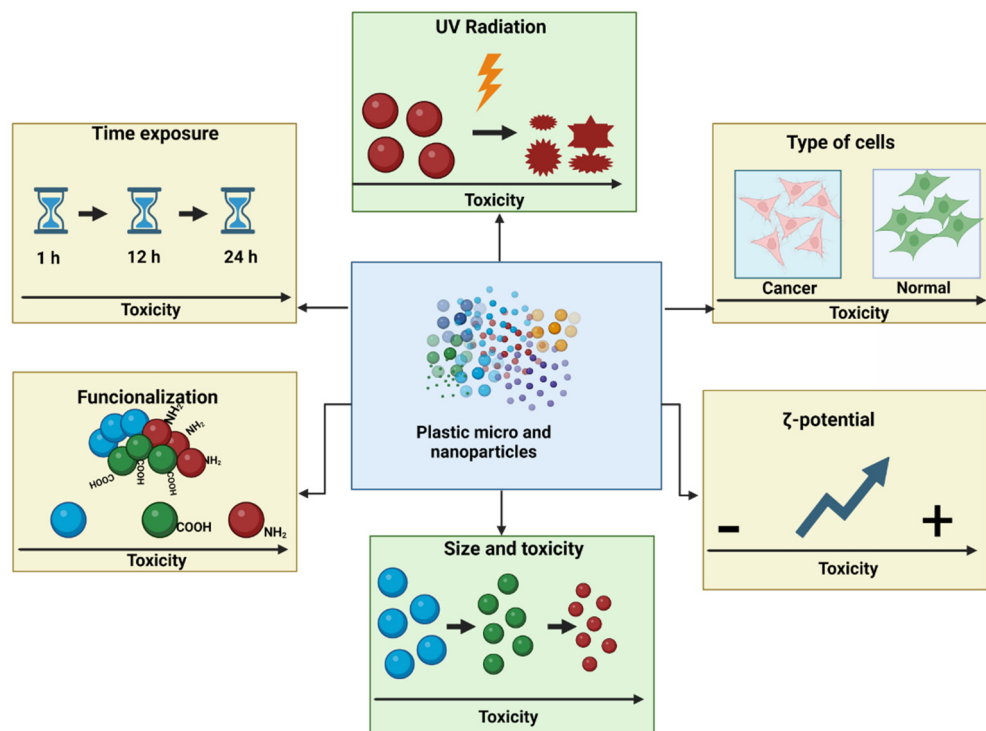 UV Radiation
Toxicity
Time exposure
1 h
12 h
24 h
Toxicity
Type of cells
Cancer
Normal
Toxicity
Plastic micro and
nanoparticles
Funcionalization
NH₂
NH₂
NH₂
COOH
COOH
COOH
COOH
NH₂
Toxicity
ζ-potential
-
+
Toxicity
Size and toxicity
Toxicity